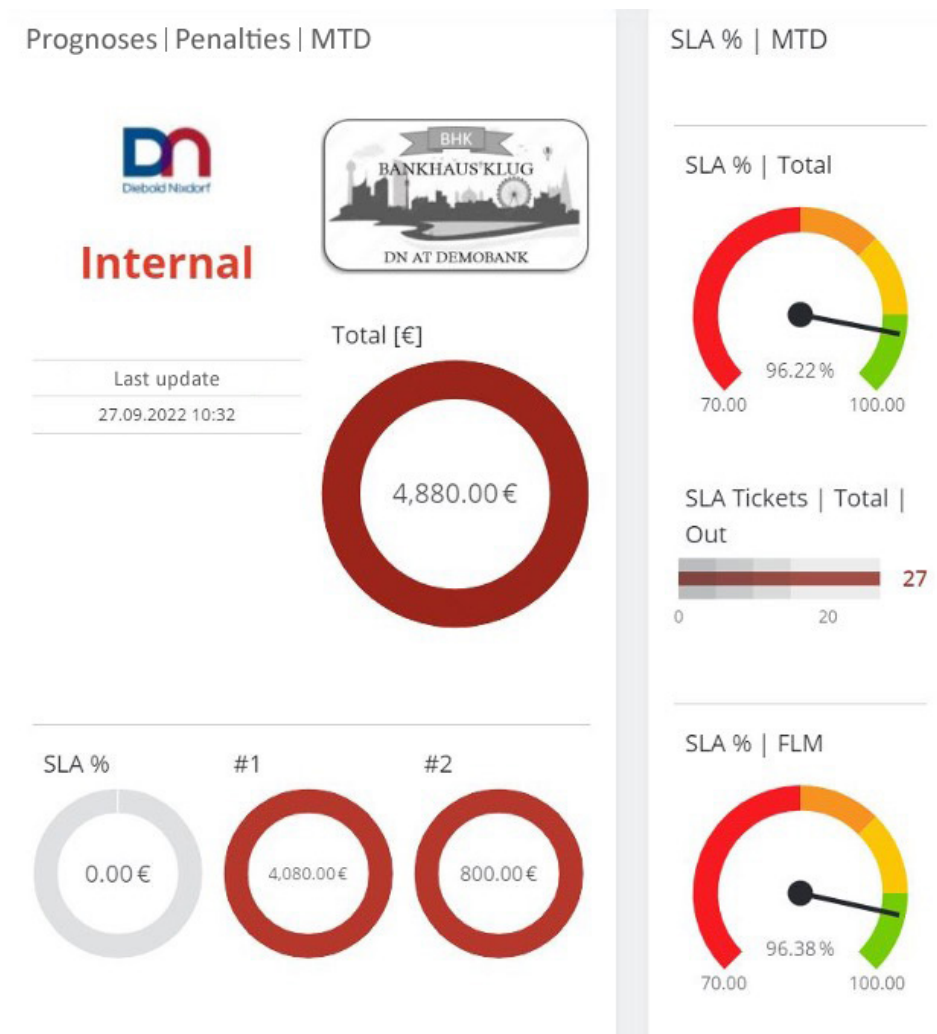 Prognoses | Penalties | MTD
DN
Diebold Nixdorf
Internal
BHK
BANKHAUS KLUG
DN AT DEMOBANK
Last update
27.09.2022 10:32
Total [€]
4,880.00 €
SLA %
0.00 €
#1
4,080.00 €
#2
800.00 €
SLA % | MTD
SLA % | Total
96.22 %
70.00
100.00
SLA Tickets | Total |
Out
27
0
20
SLA % | FLM
96.38 %
70.00
100.00